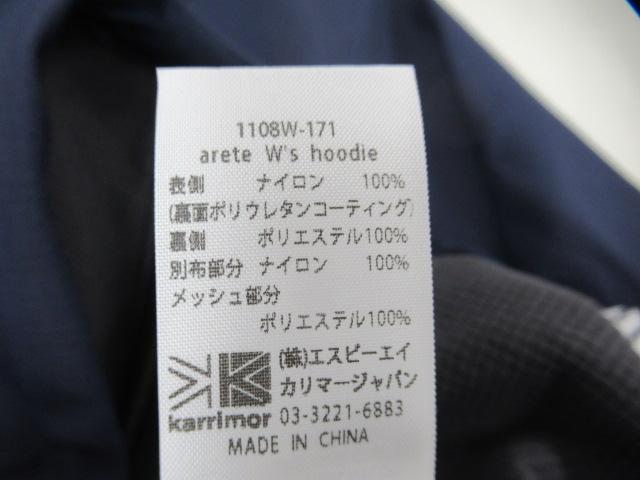 1108W-171
arete W's hoodie
表側 ナイロン 100%
(裏面ポリウレタンコーティング)
裏側 ポリエステル100%
別布部分 ナイロン 100%
メッシュ部分
ポリエステル100%
(株)エスピーエイ
カリマージャパン
karrimor 03-3221-6883
MADE IN CHINA